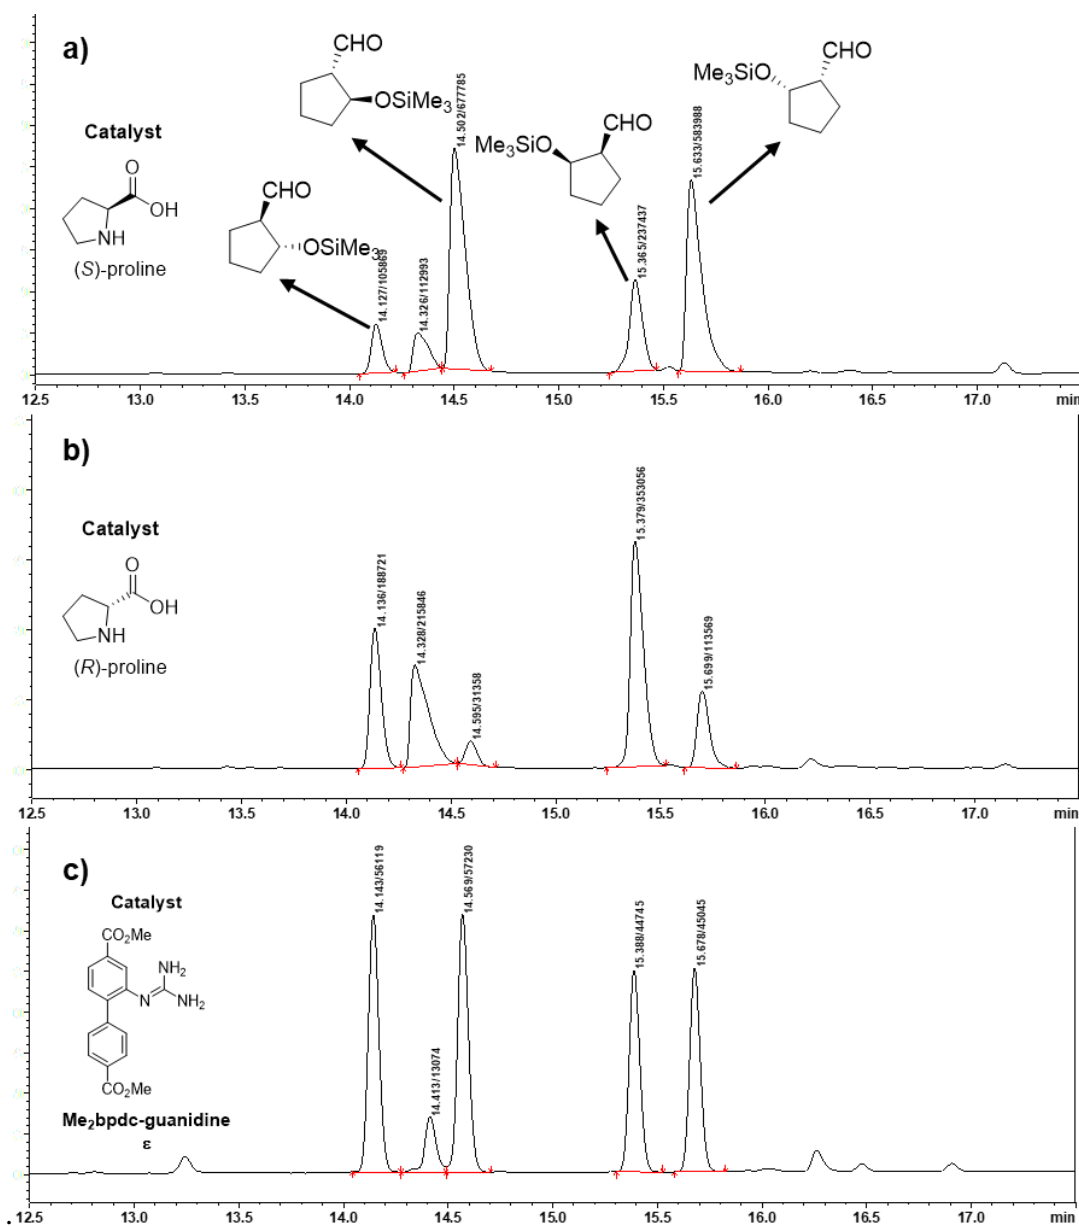 a)
CHO
OSiMe3
14.502/677785
Me3SiO
CHO
15.633/583988
Catalyst
O
OH
NH
(S)-proline
CHO
OSiMe3
14.127/105869
14.326/112993
Me3SiO
CHO
15.365/237437
12.5 13.0 13.5 14.0 14.5 15.0 15.5 16.0 16.5 17.0 min
b)
Catalyst
O
OH
NH
(R)-proline
14.136/188721
14.328/215846
14.595/31358
15.379/353056
15.699/113569
12.5 13.0 13.5 14.0 14.5 15.0 15.5 16.0 16.5 17.0 min
c)
Catalyst
CO2Me
NH2
N
NH2
CO2Me
Me2bpdc-guanidine
ε
14.143/56119
14.413/13074
14.569/57230
15.388/44745
15.678/45045
12.5 13.0 13.5 14.0 14.5 15.0 15.5 16.0 16.5 17.0 min
.